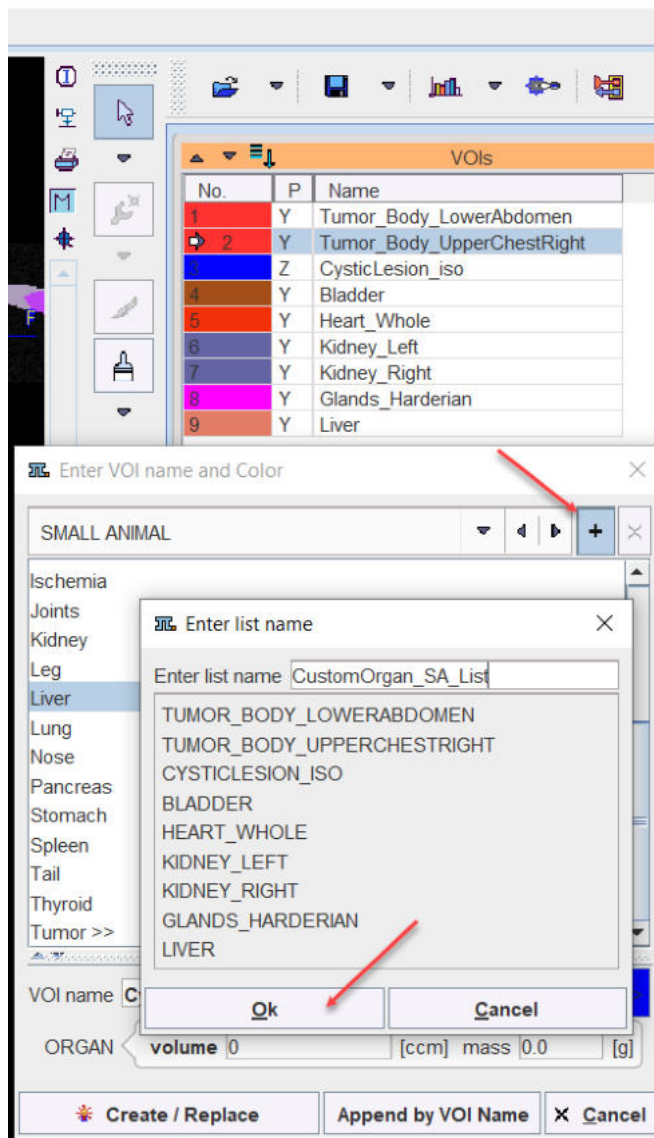 VOIs
No. P Name
1 Y Tumor_Body_LowerAbdomen
2 Y Tumor_Body_UpperChestRight
3 Z CysticLesion_iso
4 Y Bladder
5 Y Heart_Whole
6 Y Kidney_Left
7 Y Kidney_Right
8 Y Glands_Harderian
9 Y Liver
M
F
Enter VOI name and Color
SMALL ANIMAL
Ischemia
Joints
Kidney
Leg
Liver
Lung
Nose
Pancreas
Stomach
Spleen
Tail
Thyroid
Tumor >>
Enter list name
Enter list name CustomOrgan_SA_List
TUMOR_BODY_LOWERABDOMEN
TUMOR_BODY_UPPERCHESTRIGHT
CYSTICLESION_ISO
BLADDER
HEART_WHOLE
KIDNEY_LEFT
KIDNEY_RIGHT
GLANDS_HARDERIAN
LIVER
Ok Cancel
VOI name
ORGAN volume 0 [ccm] mass 0.0 [g]
Create / Replace Append by VOI Name Cancel